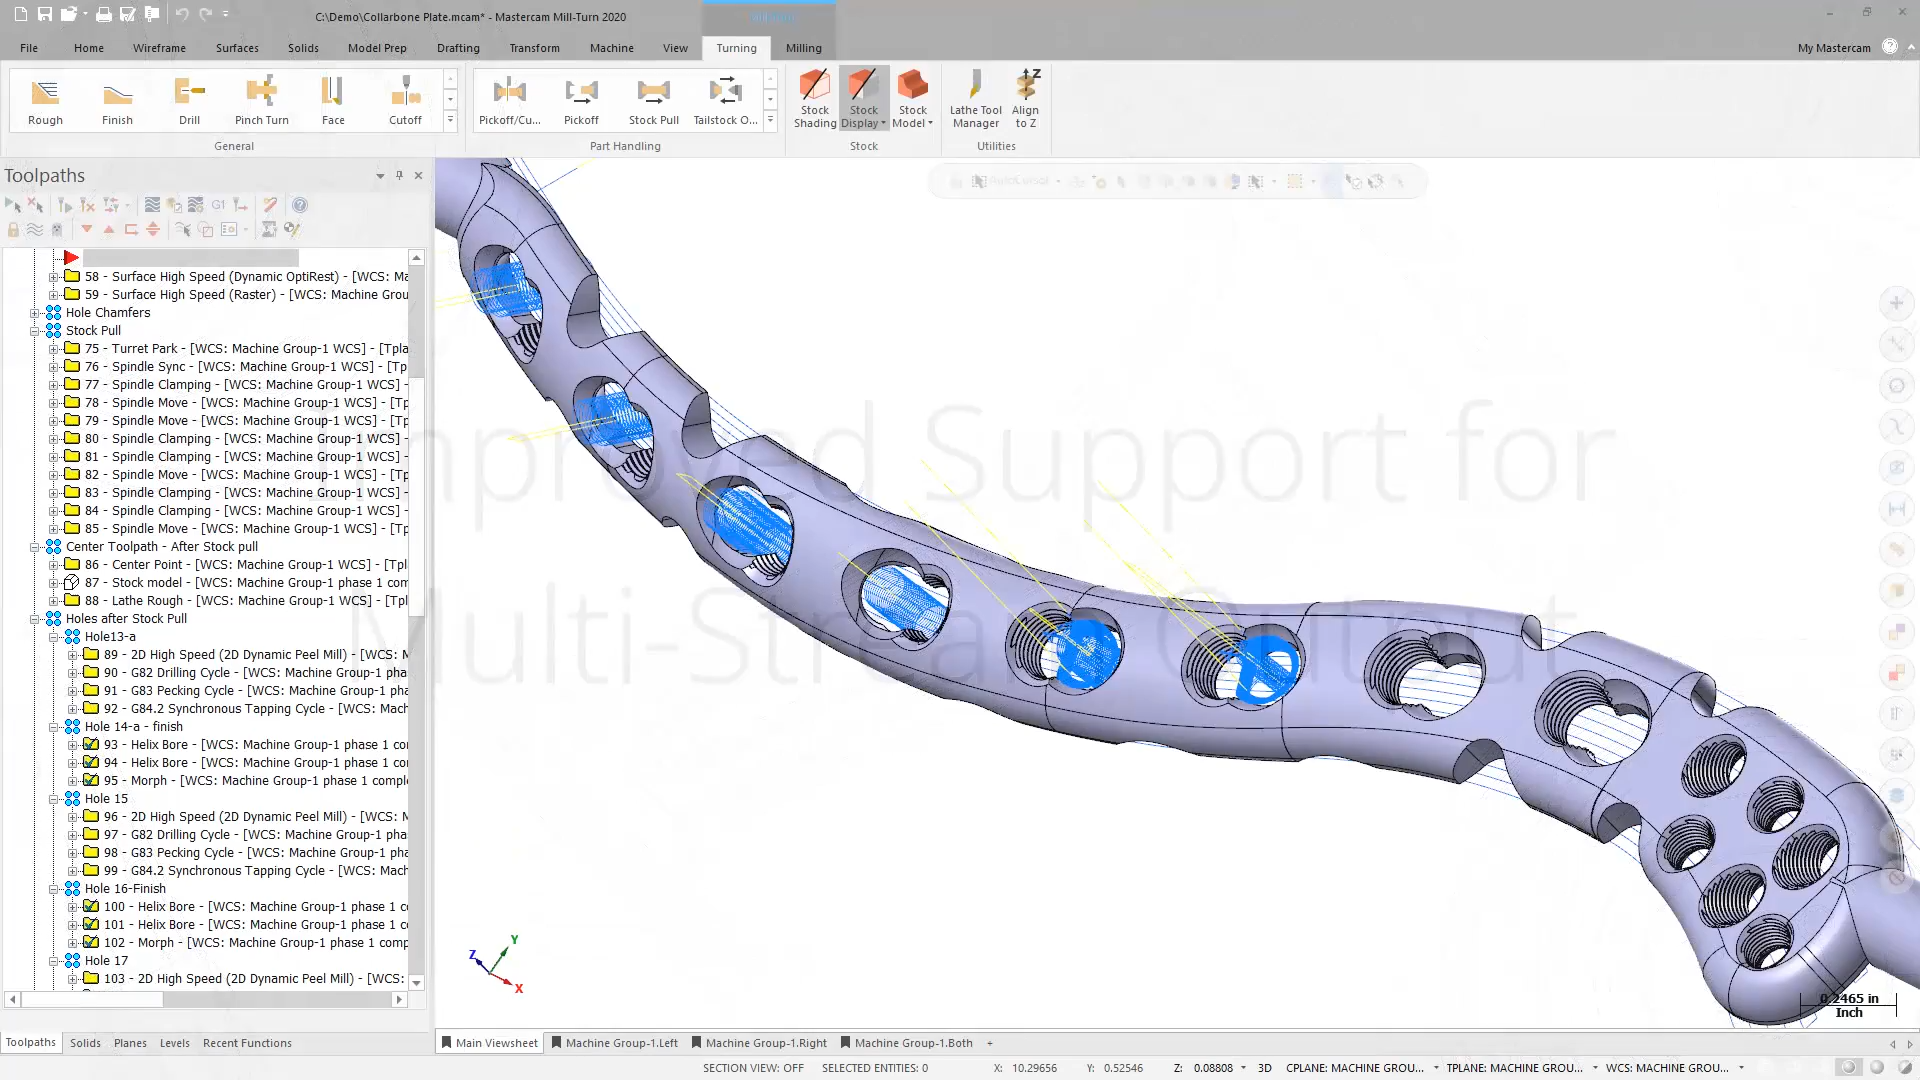 C:\Demo\Collarbone Plate.mcam* - Mastercam Mill-Turn 2020
File Home Wireframe Surfaces Solids Model Prep Drafting Transform Machine View Turning Milling My Mastercam
Rough Finish Drill Pinch Turn Face Cutoff Pickoff/Cu... Pickoff Stock Pull Tailstock O... Stock Shading Stock Display Stock Model Lathe Tool Manager Align to Z
General Part Handling Stock Utilities
Toolpaths
AutoCursor
G1
58 - Surface High Speed (Dynamic OptiRest) - [WCS: Ma
59 - Surface High Speed (Raster) - [WCS: Machine Grou
Hole Chamfers
Stock Pull
75 - Turret Park - [WCS: Machine Group-1 WCS] - [Tpla
76 - Spindle Sync - [WCS: Machine Group-1 WCS] - [Tp
77 - Spindle Clamping - [WCS: Machine Group-1 WCS] -
78 - Spindle Move - [WCS: Machine Group-1 WCS] - [Tp
79 - Spindle Move - [WCS: Machine Group-1 WCS] - [Tp
80 - Spindle Clamping - [WCS: Machine Group-1 WCS] -
81 - Spindle Clamping - [WCS: Machine Group-1 WCS] -
82 - Spindle Move - [WCS: Machine Group-1 WCS] - [Tp
83 - Spindle Clamping - [WCS: Machine Group-1 WCS] -
84 - Spindle Clamping - [WCS: Machine Group-1 WCS] -
85 - Spindle Move - [WCS: Machine Group-1 WCS] - [Tp
Center Toolpath - After Stock pull
86 - Center Point - [WCS: Machine Group-1 WCS] - [Tpl
87 - Stock model - [WCS: Machine Group-1 phase 1 com
88 - Lathe Rough - [WCS: Machine Group-1 WCS] - [Tpl
Holes after Stock Pull
Hole13-a
89 - 2D High Speed (2D Dynamic Peel Mill) - [WCS: M
90 - G82 Drilling Cycle - [WCS: Machine Group-1 pha
91 - G83 Pecking Cycle - [WCS: Machine Group-1 pha
92 - G84.2 Synchronous Tapping Cycle - [WCS: Mach
Hole 14-a - finish
93 - Helix Bore - [WCS: Machine Group-1 phase 1 co
94 - Helix Bore - [WCS: Machine Group-1 phase 1 co
95 - Morph - [WCS: Machine Group-1 phase 1 comple
Hole 15
96 - 2D High Speed (2D Dynamic Peel Mill) - [WCS: M
97 - G82 Drilling Cycle - [WCS: Machine Group-1 pha
98 - G83 Pecking Cycle - [WCS: Machine Group-1 pha
99 - G84.2 Synchronous Tapping Cycle - [WCS: Mach
Hole 16-Finish
100 - Helix Bore - [WCS: Machine Group-1 phase 1 co
101 - Helix Bore - [WCS: Machine Group-1 phase 1 co
102 - Morph - [WCS: Machine Group-1 phase 1 comp
Hole 17
103 - 2D High Speed (2D Dynamic Peel Mill) - [WCS:
Improved Support for
Multi-Stream Output
Y
Z
X
0.2465 in
Inch
Toolpaths Solids Planes Levels Recent Functions
Main Viewsheet Machine Group-1.Left Machine Group-1.Right Machine Group-1.Both +
SECTION VIEW: OFF SELECTED ENTITIES: 0 X: 10.29656 Y: 0.52546 Z: 0.08808 3D CPLANE: MACHINE GROU... TPLANE: MACHINE GROU... WCS: MACHINE GROU...